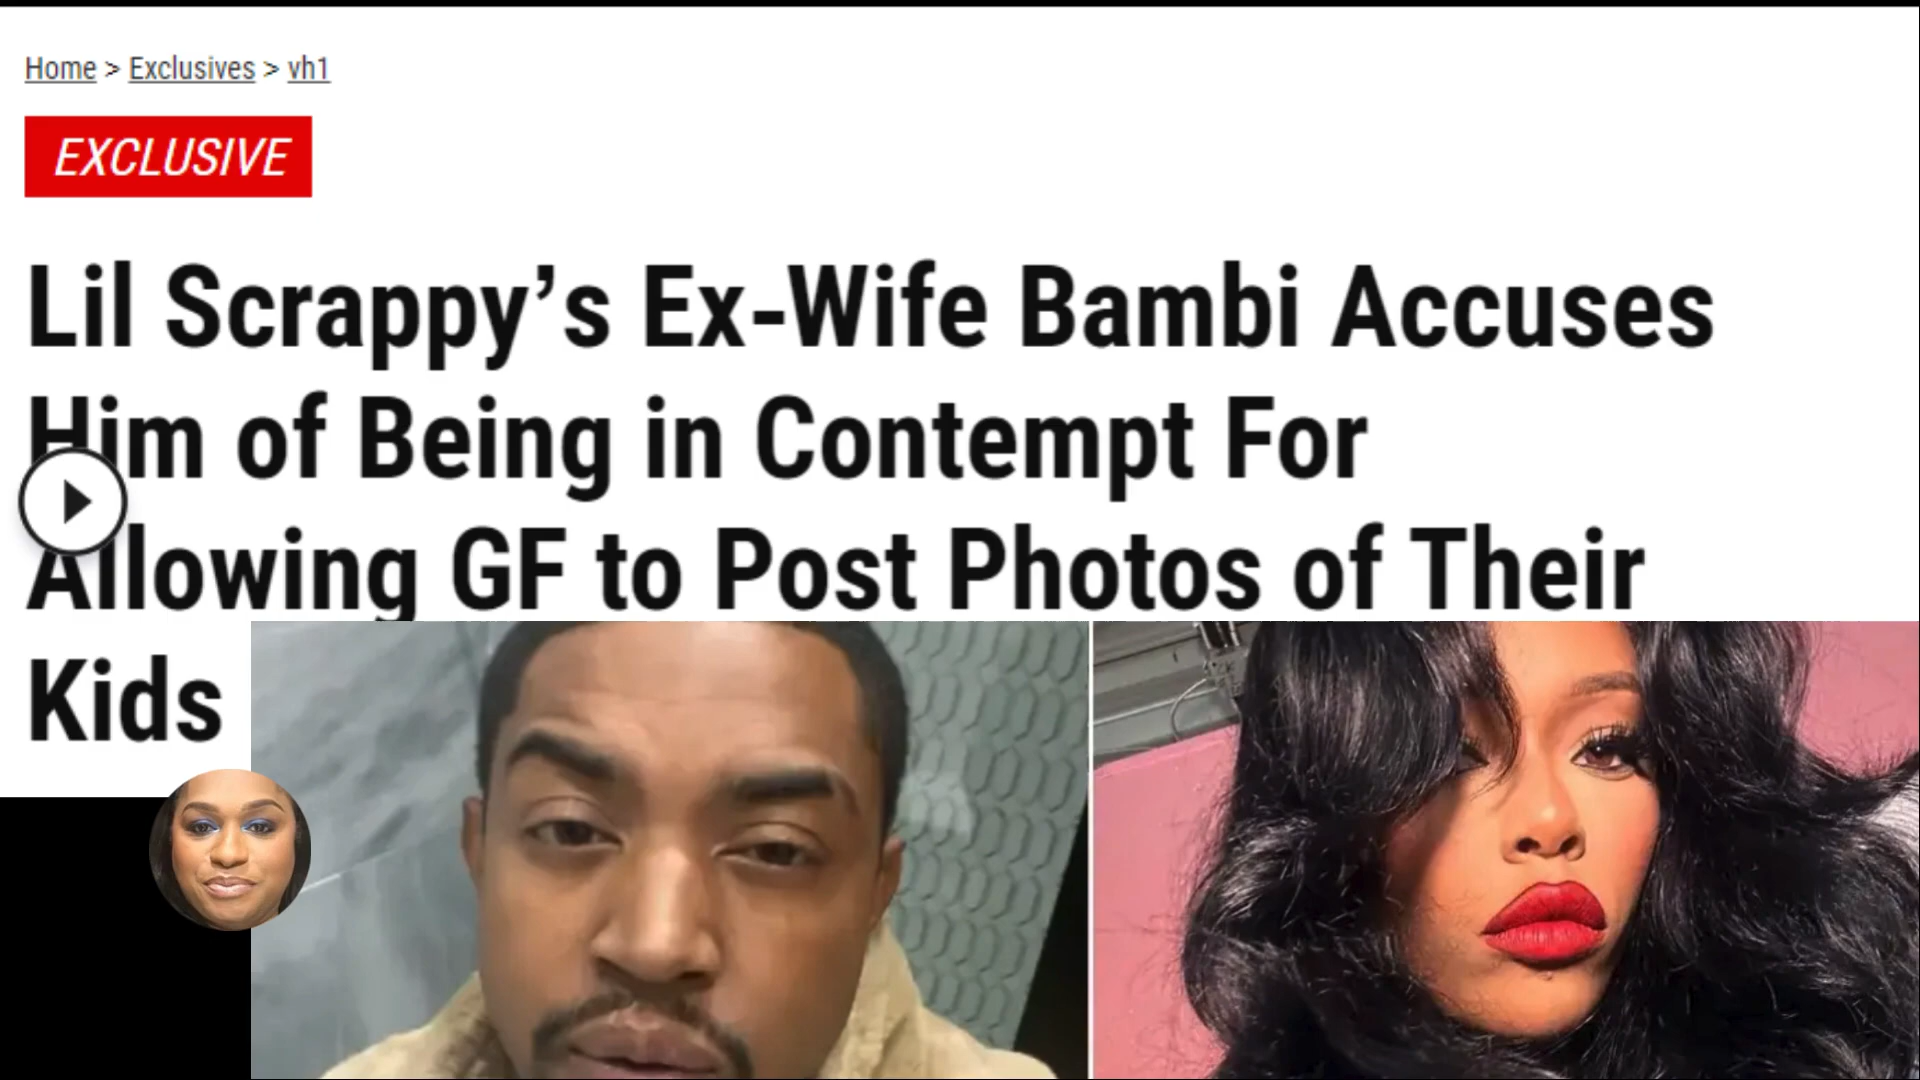 Home > Exclusives > vh1
EXCLUSIVE
Lil Scrappy’s Ex-Wife Bambi Accuses
Him of Being in Contempt For
Allowing GF to Post Photos of Their
Kids